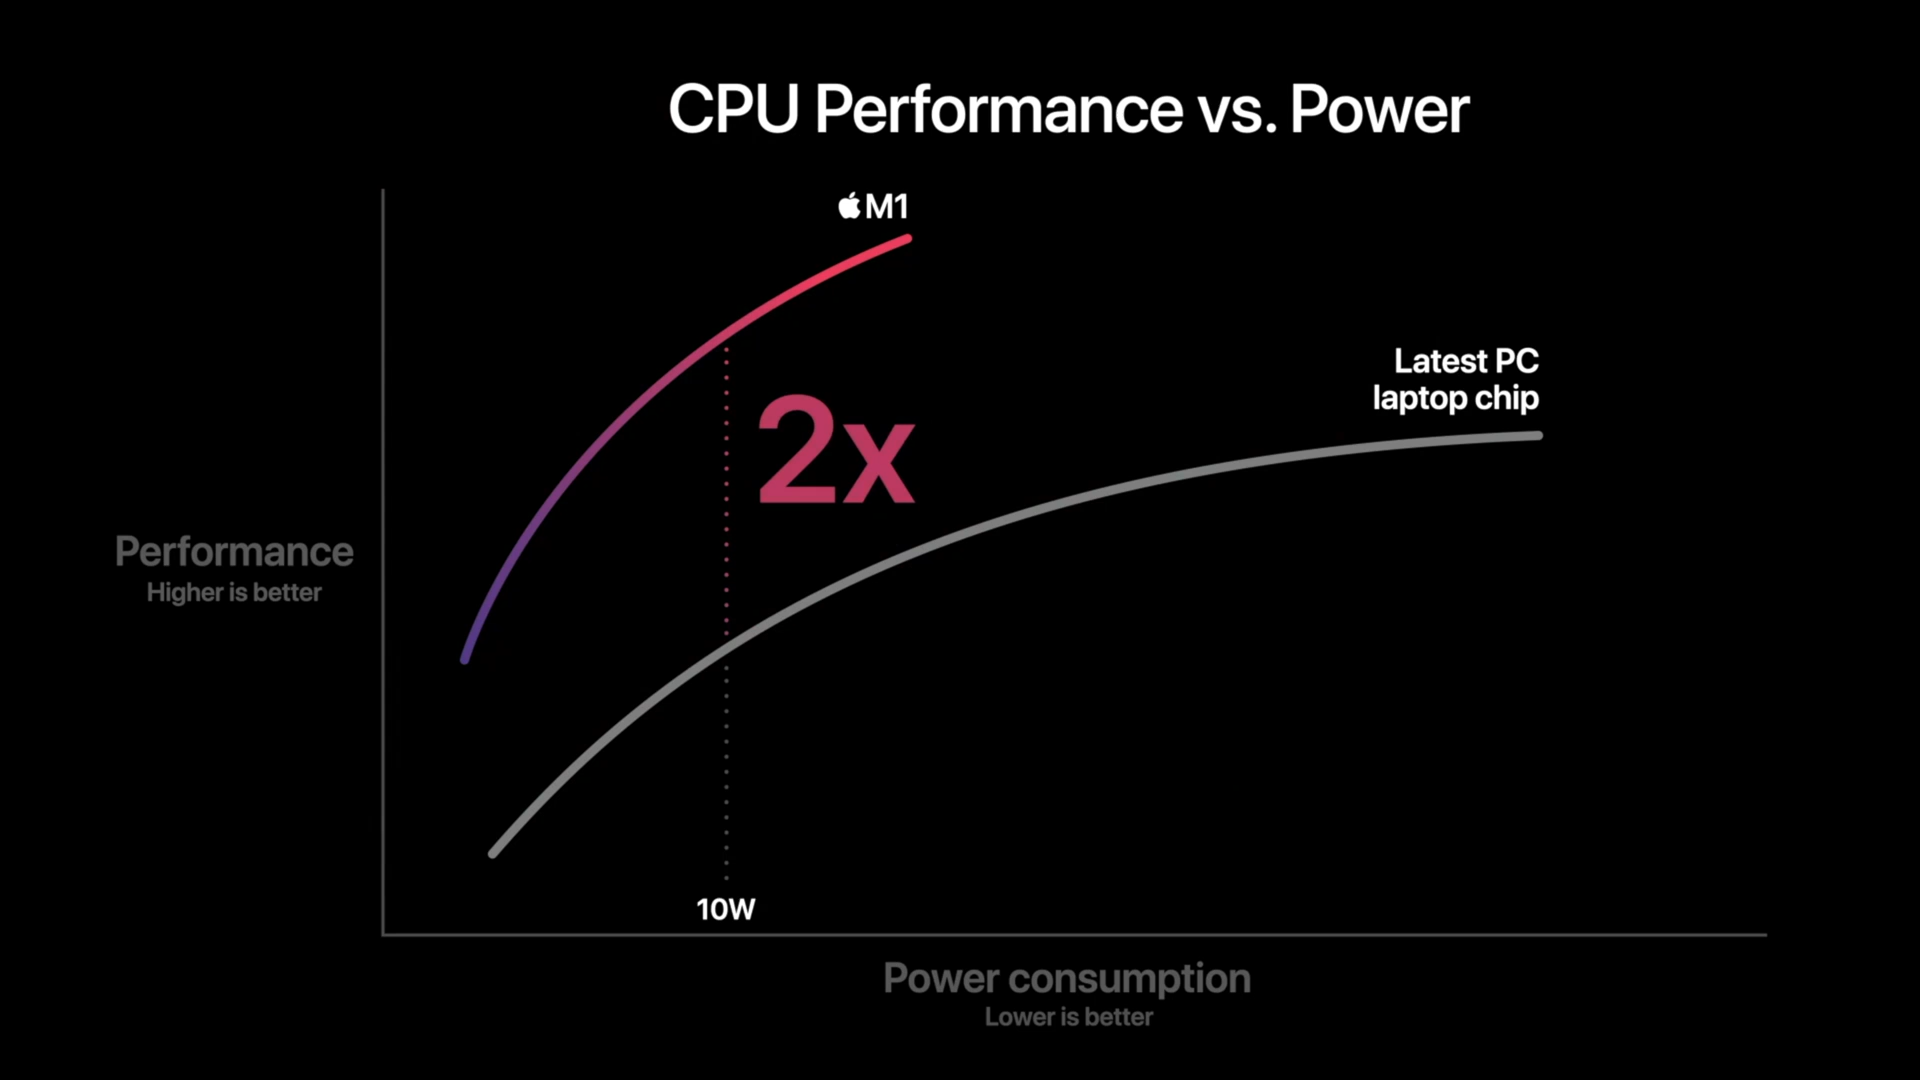 CPU Performance vs. Power
M1
Latest PC
laptop chip
2x
Performance
Higher is better
10W
Power consumption
Lower is better